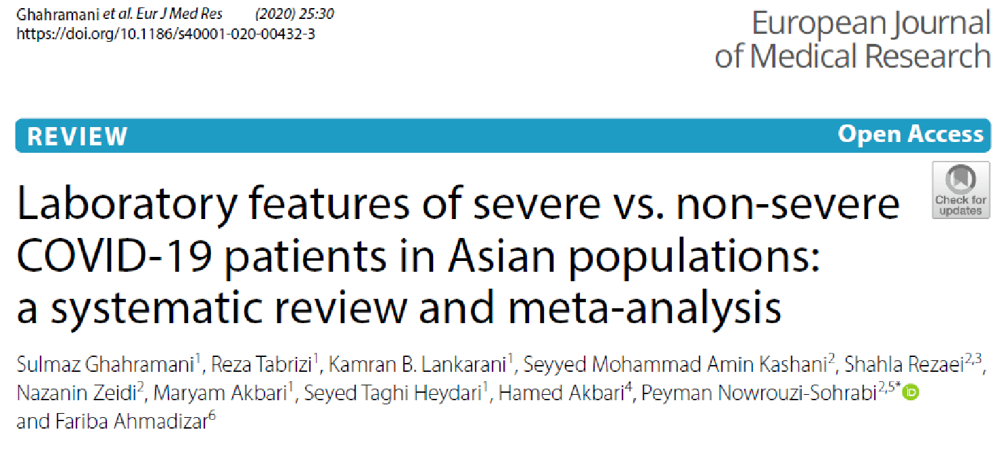 Ghahramani et al. Eur J Med Res (2020) 25:30
https://doi.org/10.1186/s40001-020-00432-3
European Journal
of Medical Research
REVIEW
Open Access
Check for
updates
Laboratory features of severe vs. non-severe
COVID-19 patients in Asian populations:
a systematic review and meta-analysis
Sulmaz Ghahramani1, Reza Tabrizi1, Kamran B. Lankarani1, Seyyed Mohammad Amin Kashani2, Shahla Rezaei2,3,
Nazanin Zeidi2, Maryam Akbari1, Seyed Taghi Heydari1, Hamed Akbari4, Peyman Nowrouzi-Sohrabi2,5* iD
and Fariba Ahmadizar6